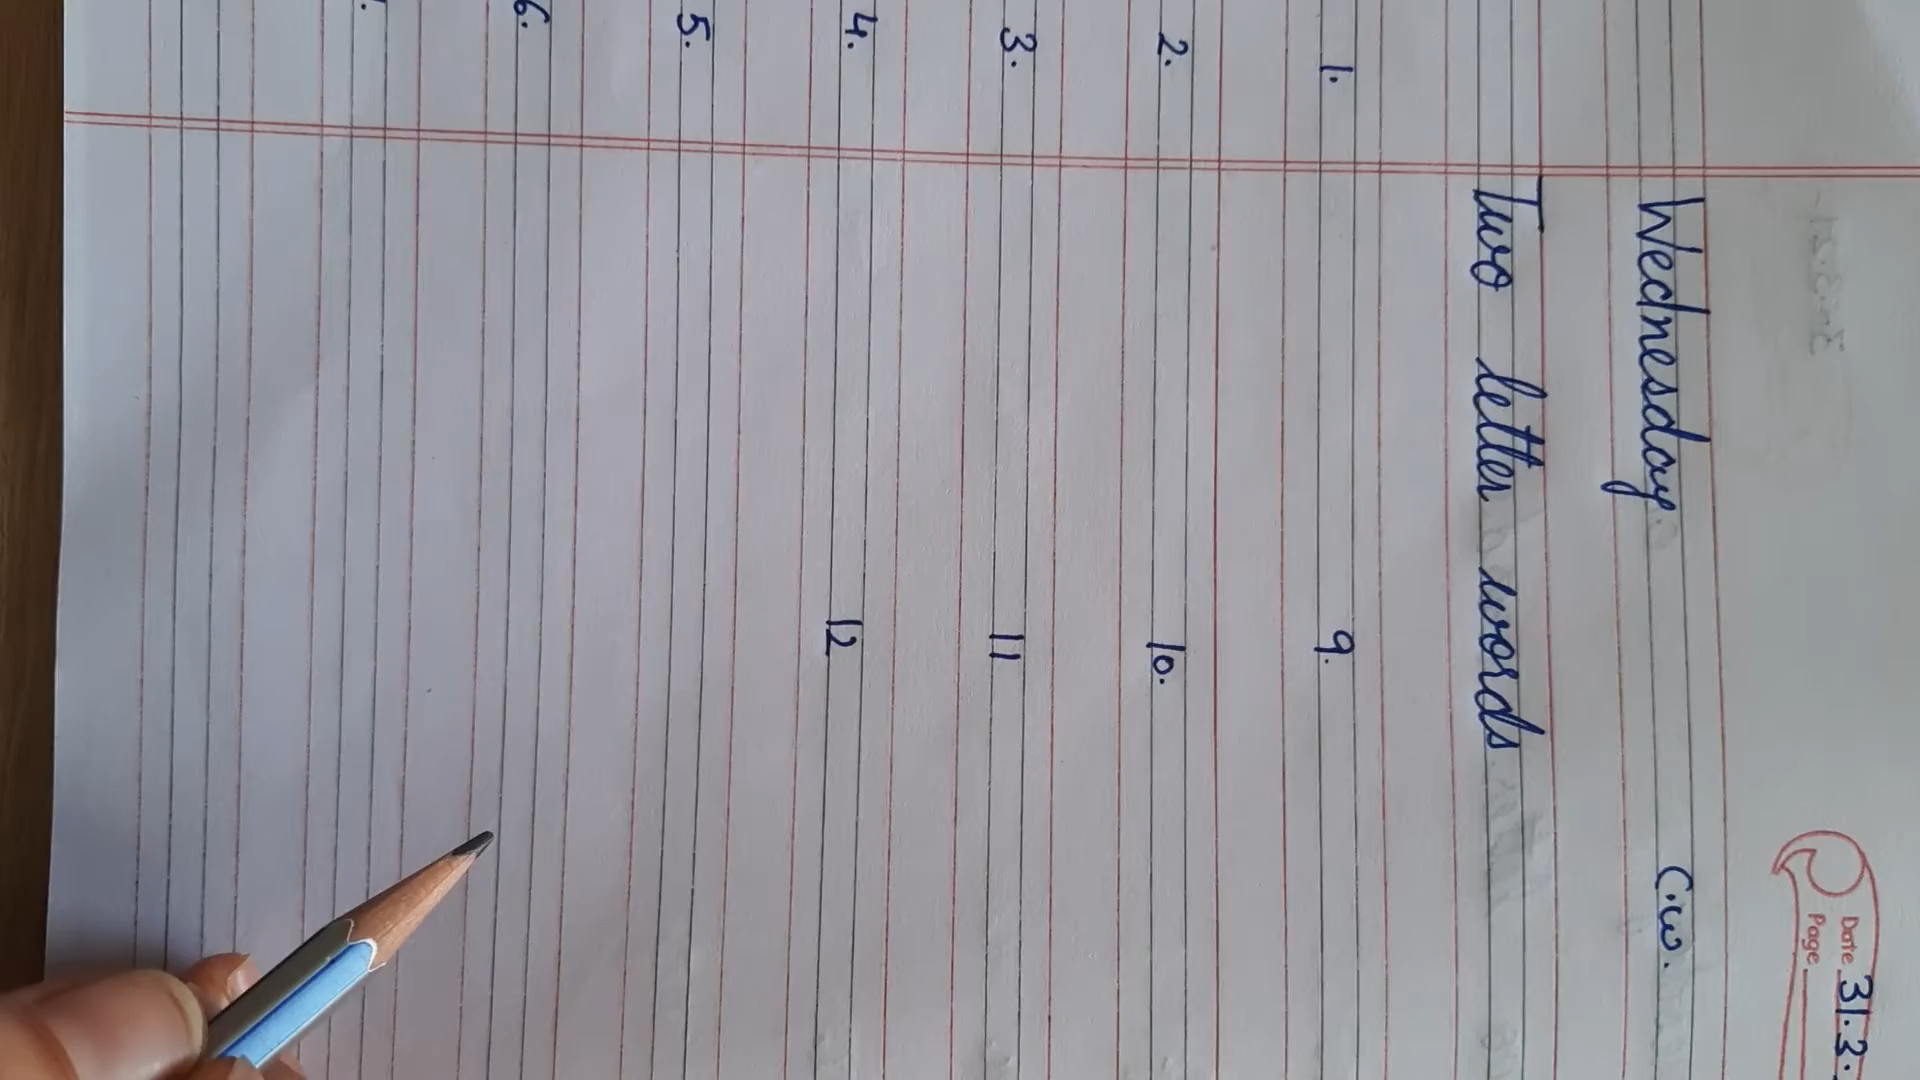 Date 31.3.
Page
Wednesday C.W.
Two letter words
1. 9.
2. 10.
3. 11
4. 12
5.
6.